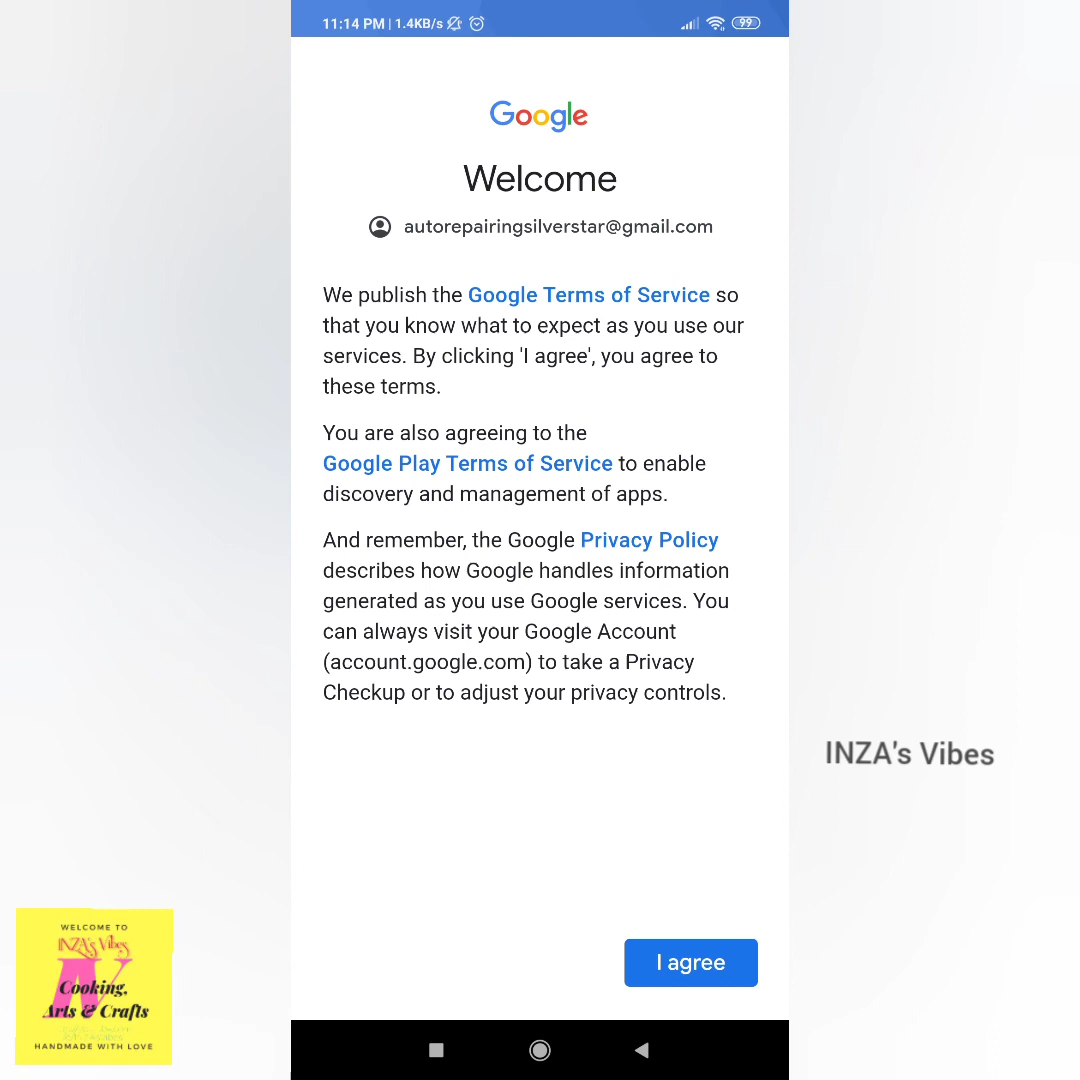 11:14 PM | 1.4KB/s
99
Google
Welcome
autorepairingsilverstar@gmail.com
We publish the Google Terms of Service so
that you know what to expect as you use our
services. By clicking 'I agree', you agree to
these terms.
You are also agreeing to the
Google Play Terms of Service to enable
discovery and management of apps.
And remember, the Google Privacy Policy
describes how Google handles information
generated as you use Google services. You
can always visit your Google Account
(account.google.com) to take a Privacy
Checkup or to adjust your privacy controls.
INZA's Vibes
I agree
WELCOME TO
INZA's Vibes
Cooking,
Arts & Crafts
HANDMADE WITH LOVE